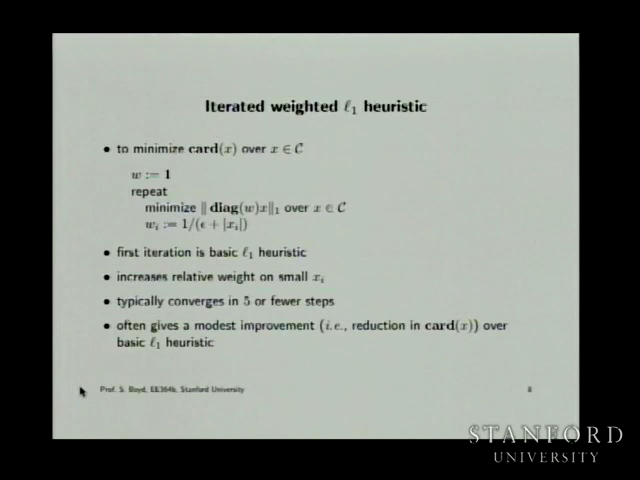 Iterated weighted ℓ₁ heuristic
• to minimize card(x) over x ∈ C
w := 1
repeat
minimize ‖ diag(w)x‖₁ over x ∈ C
wᵢ := 1/(ϵ + |xᵢ|)
• first iteration is basic ℓ₁ heuristic
• increases relative weight on small xᵢ
• typically converges in 5 or fewer steps
• often gives a modest improvement (i.e., reduction in card(x)) over
basic ℓ₁ heuristic
Prof. S. Boyd, EE364b, Stanford University
8
STANFORD
UNIVERSITY